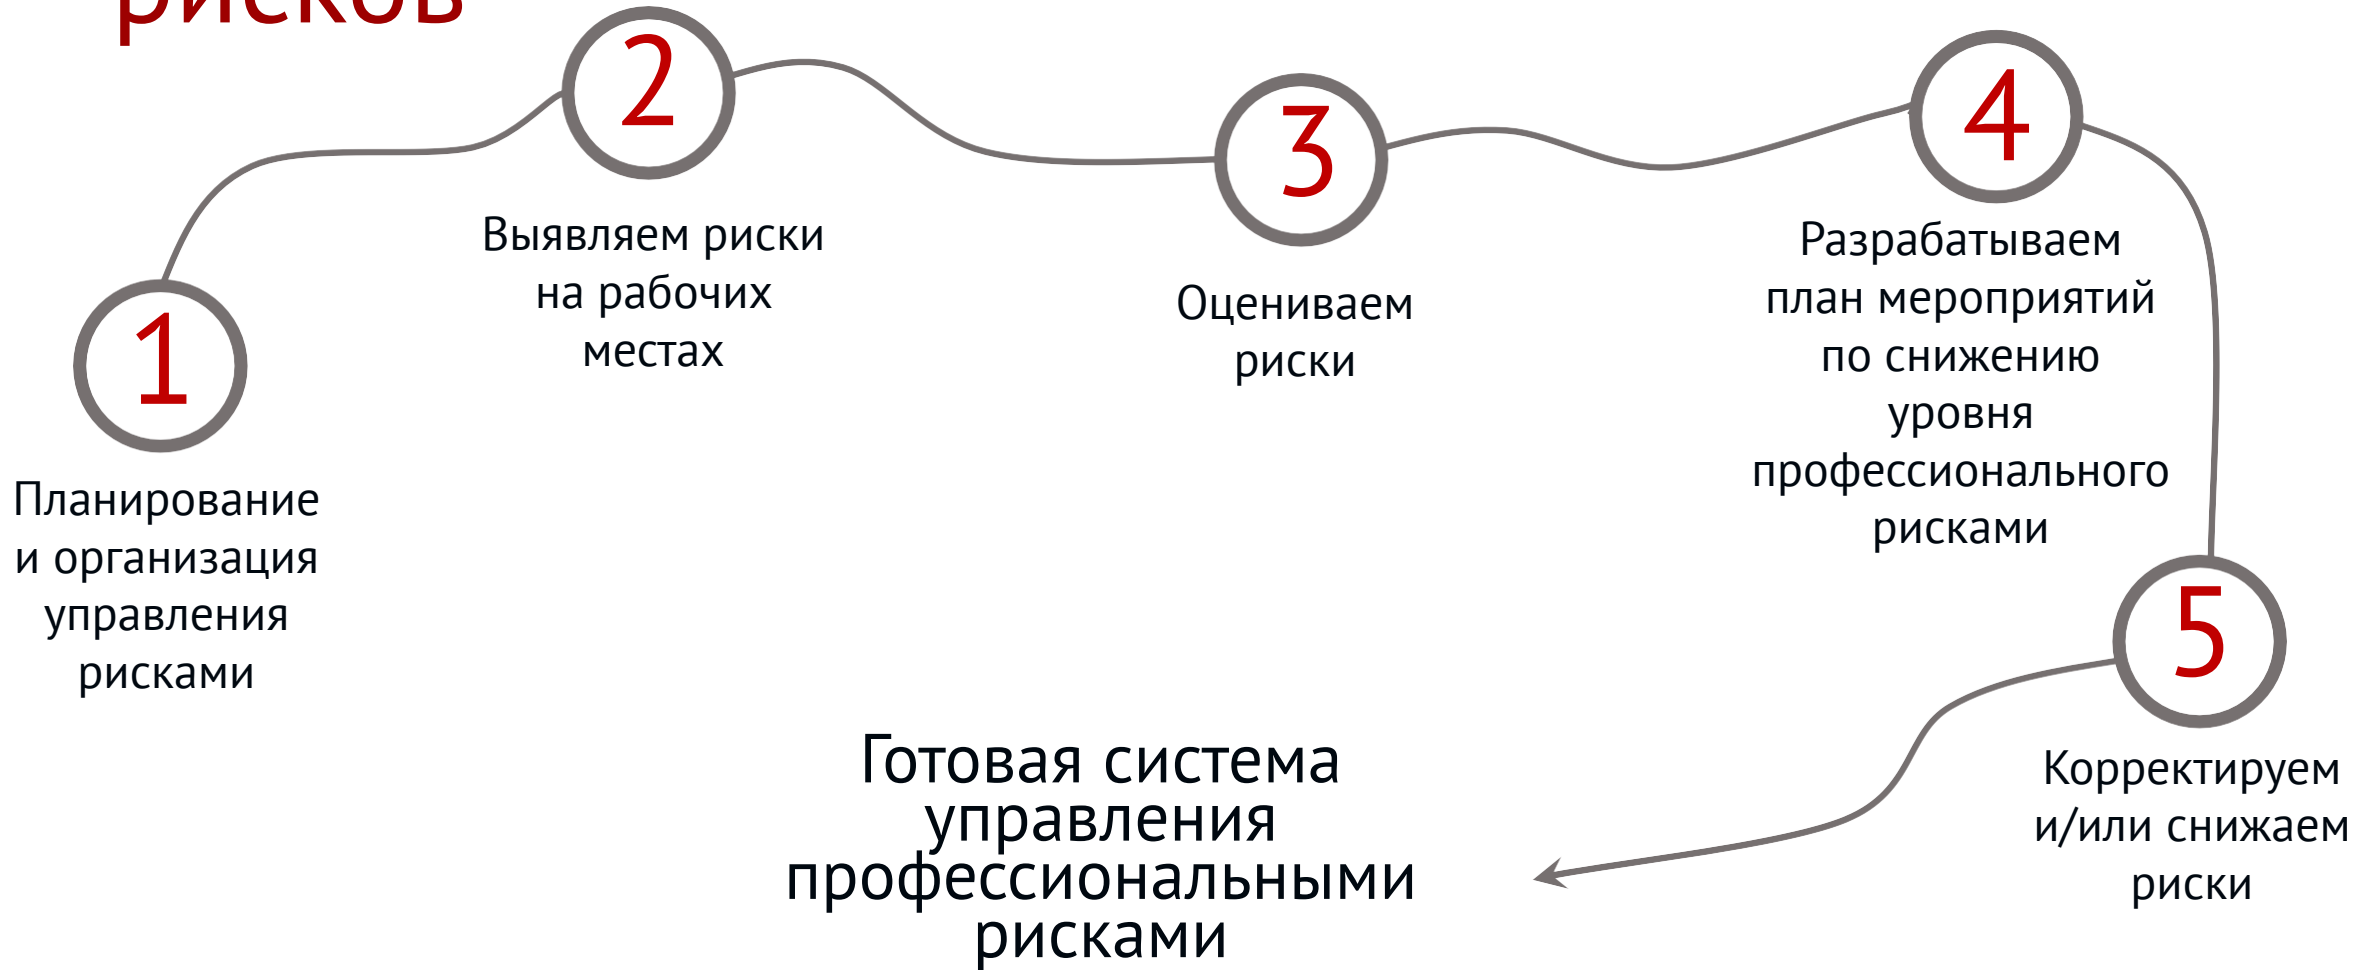 рисков
1
Планирование
и организация
управления
рисками
2
Выявляем риски
на рабочих
местах
3
Оцениваем
риски
4
Разрабатываем
план мероприятий
по снижению
уровня
профессионального
рисками
5
Корректируем
и/или снижаем
риски
Готовая система
управления
профессиональными
рисками